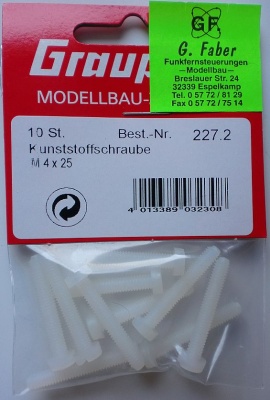 Graup
MODELLBAU-
GF
G. Faber
Funkfernsteuerungen
—Modellbau—
Breslauer Str. 24
32339 Espelkamp
Tel. 0 57 72 / 81 29
Fax 0 57 72 / 75 14
10 St. Best.-Nr. 227.2
Kunststoffschraube
M 4 x 25
4 013389 032308